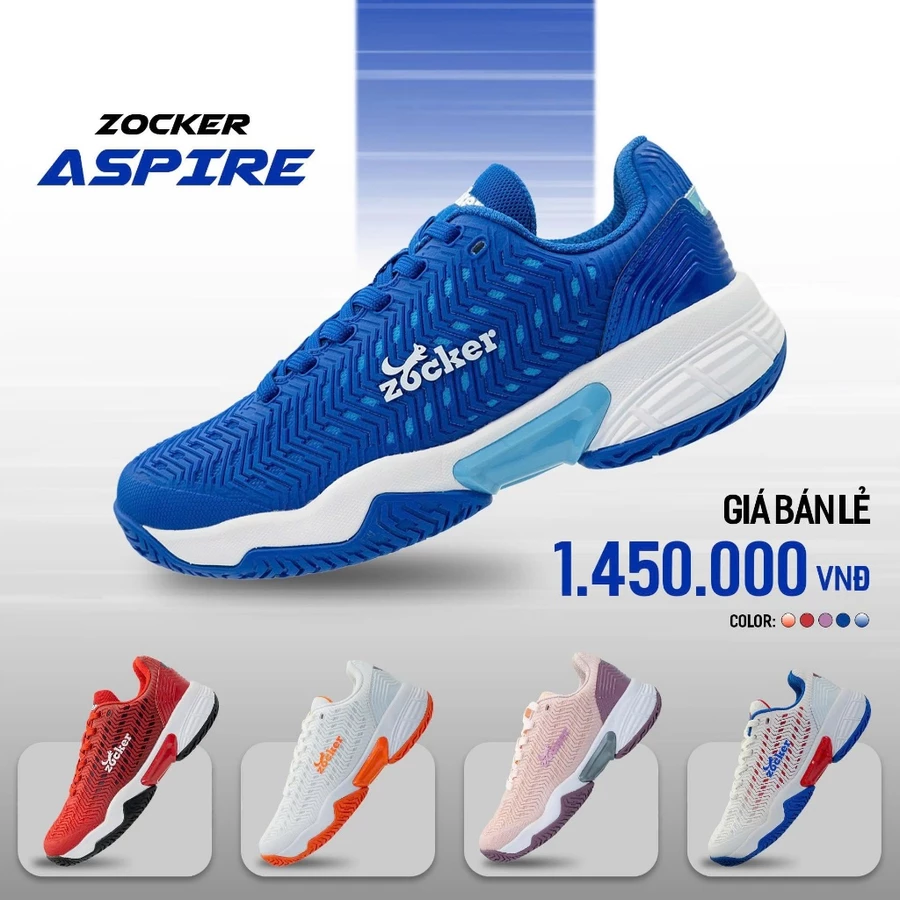 ZOCKER
ASPIRE
zocker
GIÁ BÁN LẺ
1.450.000 VNĐ
COLOR:
zocker
zocker
zocker